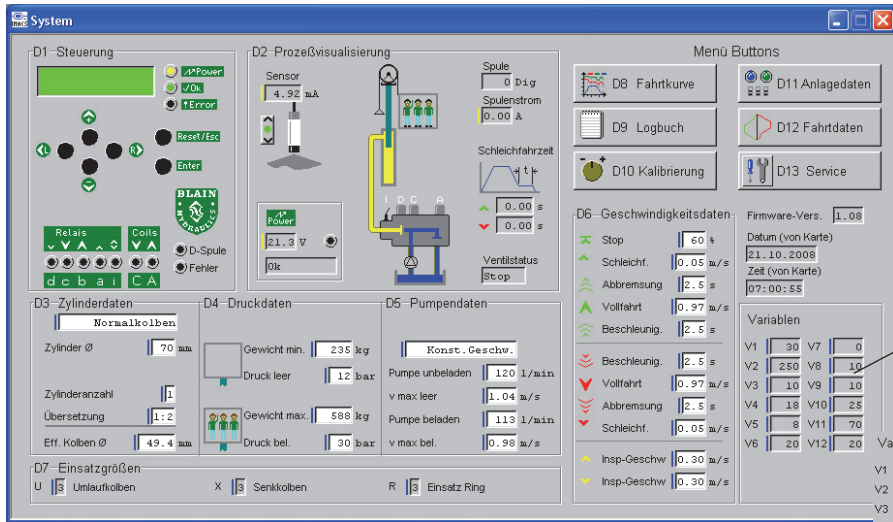 System
D1 Steuerung
Power
Ok
Error
L
R
Reset/Esc
Enter
BLAIN
HYDRAULICS
Relais
Coils
d c b a i
C A
D-Spule
Fehler
D2 Prozeßvisualisierung
Sensor
4.92 mA
Power
21.3 V
Ok
Spule
0 Dig
Spulenstrom
0.00 A
Schleichfahrzeit
t
0.00 s
0.00 s
I D C A
Ventilstatus
Stop
Menü Buttons
D8 Fahrtkurve
D11 Anlagedaten
D9 Logbuch
D12 Fahrtdaten
D10 Kalibrierung
D13 Service
D3 Zylinderdaten
Normalkolben
Zylinder Ø 70 mm
Zylinderanzahl 1
Übersetzung 1:2
Eff. Kolben Ø 49.4 mm
D4 Druckdaten
Gewicht min. 235 kg
Druck leer 12 bar
Gewicht max. 588 kg
Druck bel. 30 bar
D5 Pumpendaten
Konst.Geschw.
Pumpe unbeladen 120 l/min
v max leer 1.04 m/s
Pumpe beladen 113 l/min
v max bel. 0.98 m/s
D6 Geschwindigkeitsdaten
Stop 60 %
Schleichf. 0.05 m/s
Abbremsung 2.5 s
Vollfahrt 0.97 m/s
Beschleunig. 2.5 s
Beschleunig. 2.5 s
Vollfahrt 0.97 m/s
Abbremsung 2.5 s
Schleichf. 0.05 m/s
Insp-Geschw 0.30 m/s
Insp-Geschw 0.30 m/s
Firmware-Vers. 1.08
Datum (von Karte)
21.10.2008
Zeit (von Karte)
07:00:55
Variablen
V1 30 V7 0
V2 250 V8 10
V3 10 V9 10
V4 18 V10 25
V5 8 V11 70
V6 20 V12 20
D7 Einsatzgrößen
U 3 Umlaufkolben X 3 Senkkolben R 3 Einsatz Ring
V1
V2
V3